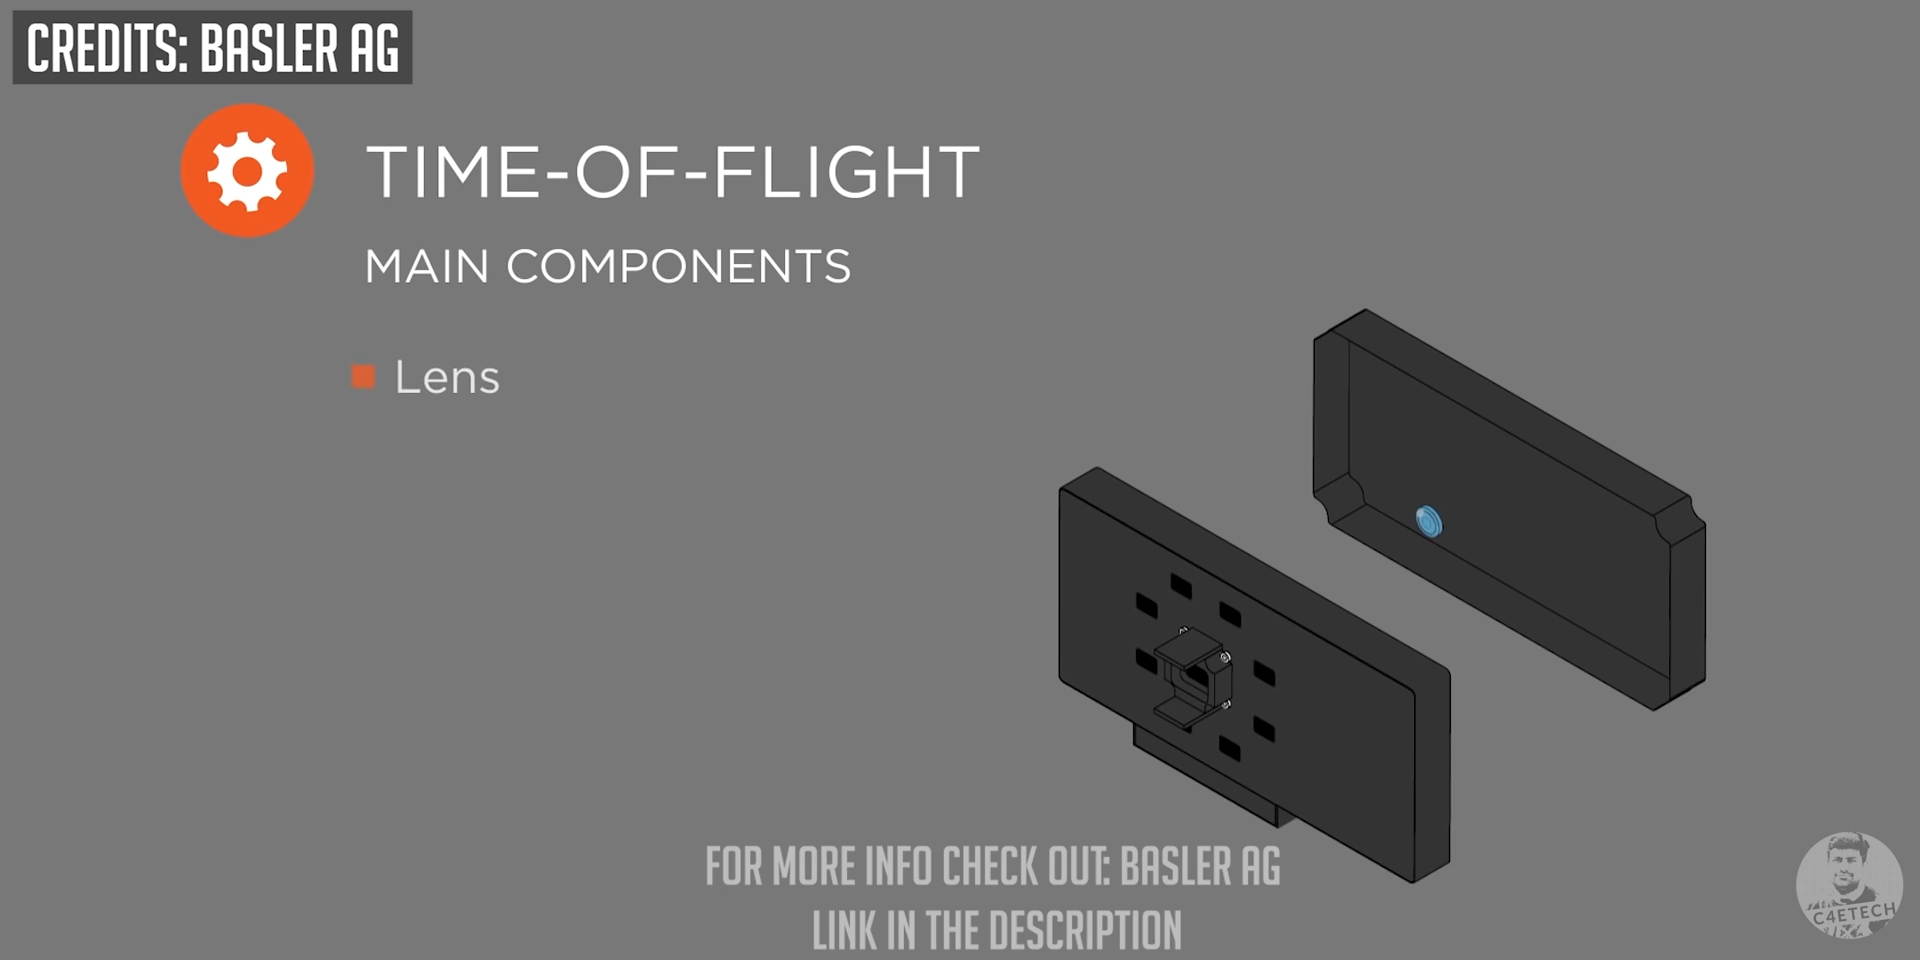 CREDITS: BASLER AG
TIME-OF-FLIGHT
MAIN COMPONENTS
Lens
FOR MORE INFO CHECK OUT: BASLER AG
LINK IN THE DESCRIPTION
C4ETECH